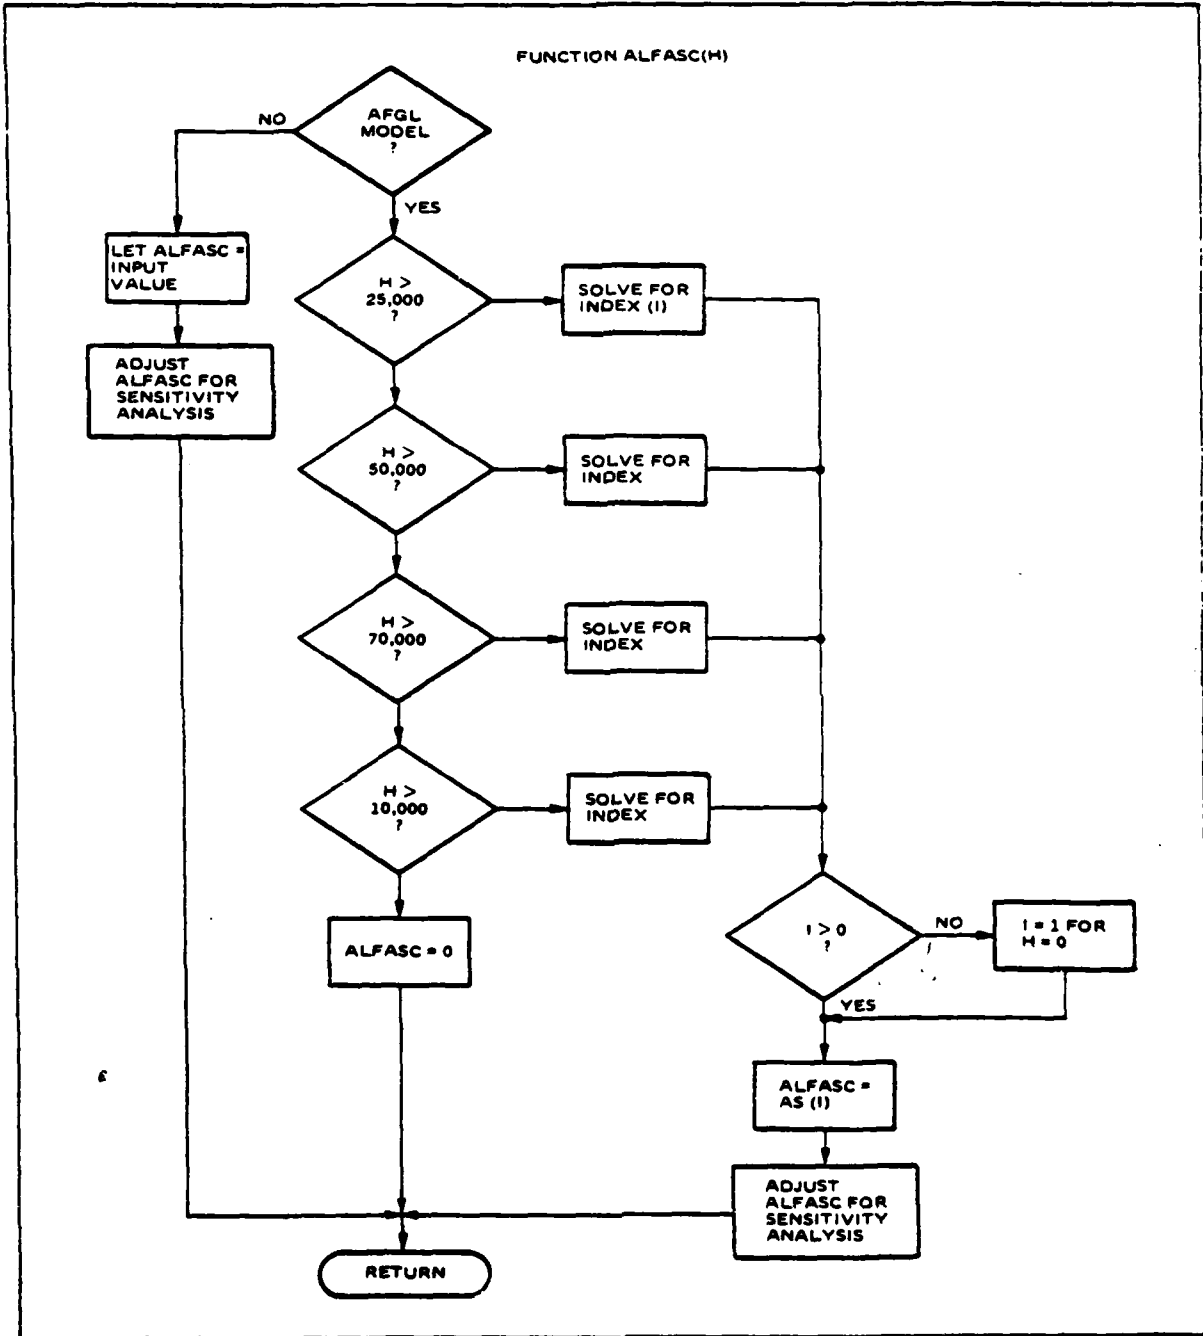 FUNCTION ALFASC(H)
AFGL
MODEL
?
NO
YES
LET ALFASC =
INPUT
VALUE
ADJUST
ALFASC FOR
SENSITIVITY
ANALYSIS
H >
25,000
?
SOLVE FOR
INDEX (I)
H >
50,000
?
SOLVE FOR
INDEX
H >
70,000
?
SOLVE FOR
INDEX
H >
10,000
?
SOLVE FOR
INDEX
ALFASC = 0
I > 0
?
NO
I = 1 FOR
H = 0
YES
ALFASC =
AS (I)
ADJUST
ALFASC FOR
SENSITIVITY
ANALYSIS
RETURN